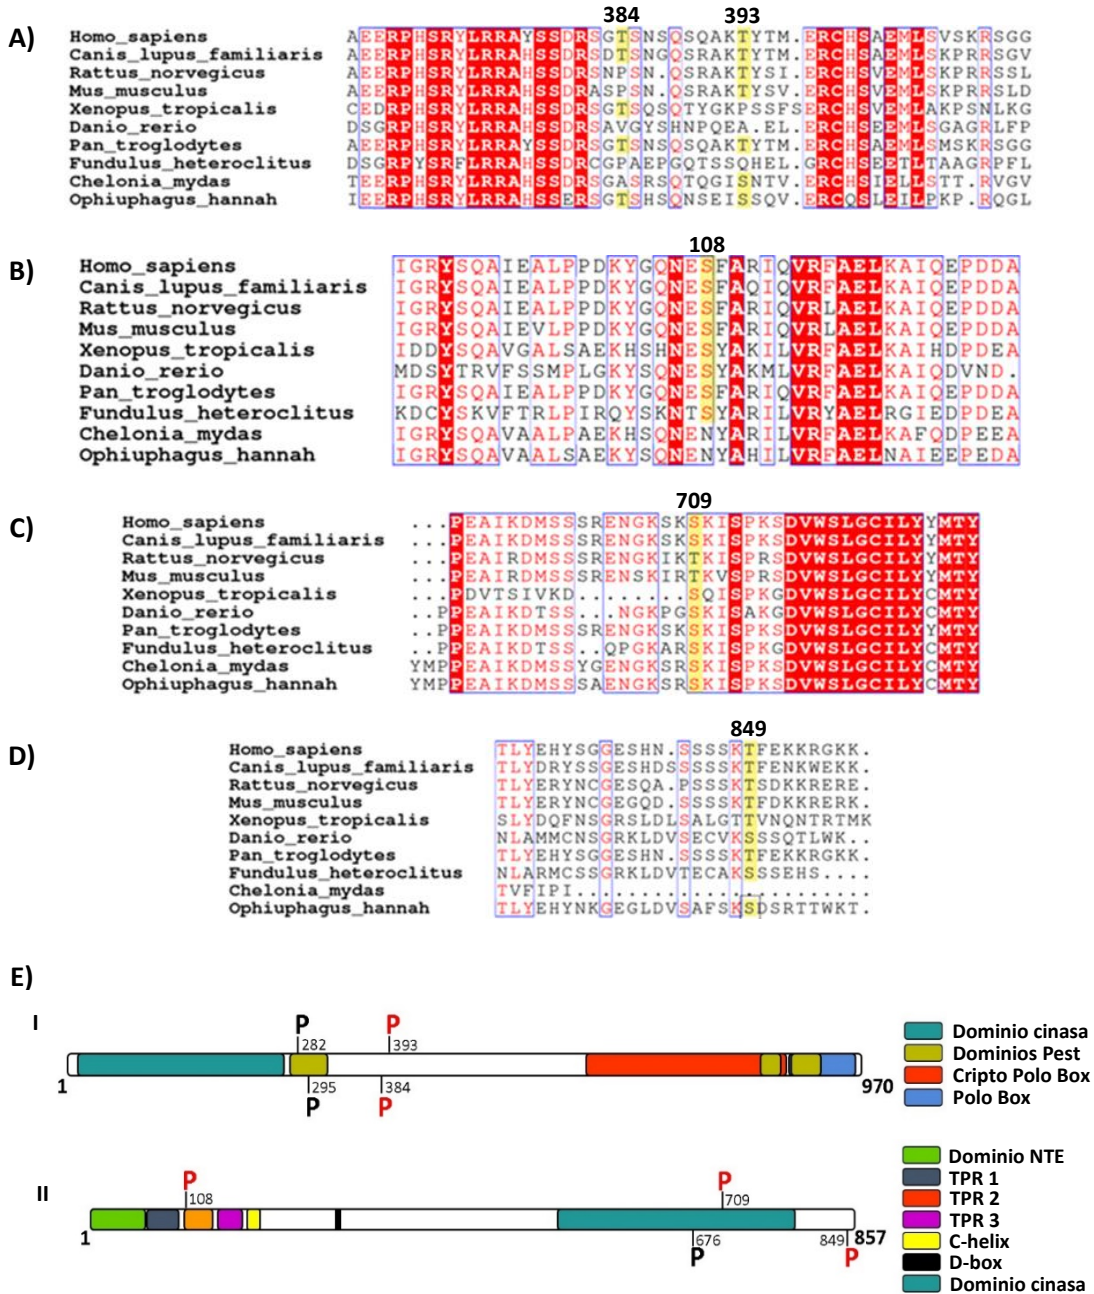 A)
384 393
Homo_sapiens AEERPHSRYLRRAYSSDRSGTSNSQSQAKTYTM.ERCHSAEMLSVSKRSGG
Canis_lupus_familiaris AEERPHSRYLRRAHSSDRSDTSNGQSRAKTYTM.ERCHSAEMLSKPRRSGV
Rattus_norvegicus AEERPHSRYLRRAHSSDRSNPSN.QSRAKTYSI.ERCHSVEMLSKPRRSSL
Mus_musculus AEERPHSRYLRRAHSSDRASPSN.QSRAKTYSV.ERCHSVEMLSKPRRSLD
Xenopus_tropicalis CEDRPHSRYLRRAHSSDRSGTSQSQTYGKPSSFSERCHSVEMLAKPSNLKG
Danio_rerio DSGRPHSRYLRRAHSSDRSAVGYSHNPQEA.EL.ERCHSEEMLSGAGRLFP
Pan_troglodytes AEERPHSRYLRRAYSSDRSGTSNSQSQAKTYTM.ERCHSAEMLSMSKRSGG
Fundulus_heteroclitus DSGRPYSRFLRRAHSSDRCGPAEPGQTSSQHEL.GRCHSEETLTAAGRPFL
Chelonia_mydas TEERPHSRYLRRAHSSDRSGASRSQTQGISNTV.ERCHSIELLSTT.RVGV
Ophiuphagus_hannah IEERPHSRYLRRAHSSERSGTSHSQNSEISSQV.ERCQSLEILPKP.RQGL
B)
108
Homo_sapiens IGRYSQAIEALPPDKYGQNESFARIQVRFAELKAIQEPDDA
Canis_lupus_familiaris IGRYSQAIEALPPDKYGQNESFAQIQVRFAELKAIQEPDDA
Rattus_norvegicus IGRYSQAIEALPPDKYGQNESFARIQVRLAELKAIQEPDDA
Mus_musculus IGRYSQAIEVLPPDKYGQNESFARIQVRLAELKAIQEPDDA
Xenopus_tropicalis IDDYSQAVGALSAEKHSHNESYAKILVRFAELKAIHDPDEA
Danio_rerio MDSYTRVFSSMPLGKYSQNESYAKMLVRFAELKAIQDVND.
Pan_troglodytes IGRYSQAIEALPPDKYGQNESFARIQVRFAELKAIQEPDDA
Fundulus_heteroclitus KDCYSKVFTRLPIRQYSKNTSYARILVRYAELRGIEDPDEA
Chelonia_mydas IGRYSQAVAALPAEKHSQNENYARILVRFAELKAFQDPEEA
Ophiuphagus_hannah IGRYSQAVAALSAEKYSQNENYAHILVRFAELNAIEEPEDA
C)
709
Homo_sapiens ...PEAIKDMSSSRENGKSKSKISPKSDVWSLGCILYYMTY
Canis_lupus_familiaris ...PEAIKDMSSSRENGKSKSKISPKSDVWSLGCILYYMTY
Rattus_norvegicus ...PEAIRDMSSSRENGKIKTKISPRSDVWSLGCILYYMTY
Mus_musculus ...PEAIRDMSSSRENSKIRTKVSPRSDVWSLGCILYYMTY
Xenopus_tropicalis ...PDVTSIVKD........SQISPKGDVWSLGCILYCMTY
Danio_rerio ..PPEAIKDTSS...NGKPGSKISAKGDVWSLGCILYCMTY
Pan_troglodytes ..PPEAIKDMSSSRENGKSKSKISPKSDVWSLGCILYYMTY
Fundulus_heteroclitus ..PPEAIKDTSS..QPGKARSKISPKGDVWSLGCILYCMTY
Chelonia_mydas YMPPEAIKDMSSYGENGKSRSKISPKSDVWSLGCILYCMTY
Ophiuphagus_hannah YMPPEAIKDMSSSAENGKSRSKISPKSDVWSLGCILYCMTY
D)
849
Homo_sapiens TLYEHYSGGESHN.SSSSKTFEKKRGKK.
Canis_lupus_familiaris TLYDRYSSGESHDSSSSSKTFENKWEKK.
Rattus_norvegicus TLYERYNCGESQA.PSSSKTSDKKRERE.
Mus_musculus TLYERYNCGEGQD.SSSSKTFDKKRERK.
Xenopus_tropicalis SLYDQFNSGRSLDLSALGTTVNQNTRTMK
Danio_rerio NLAMMCNSGRKLDVSECVKSSSQTLWK..
Pan_troglodytes TLYEHYSGGESHN.SSSSKTFEKKRGKK.
Fundulus_heteroclitus NLARMCSSGRKLDVTECAKSSSEHS....
Chelonia_mydas TVFIPI.......................
Ophiuphagus_hannah TLYEHYNKGEGLDVSAFSKSDSRTTWKT.
E)
I
P P
282 393
1 295 384 970
P P
Dominio cinasa
Dominios Pest
Cripto Polo Box
Polo Box
II
P P
108 709
1 676 849 857
P P
Dominio NTE
TPR 1
TPR 2
TPR 3
C-helix
D-box
Dominio cinasa